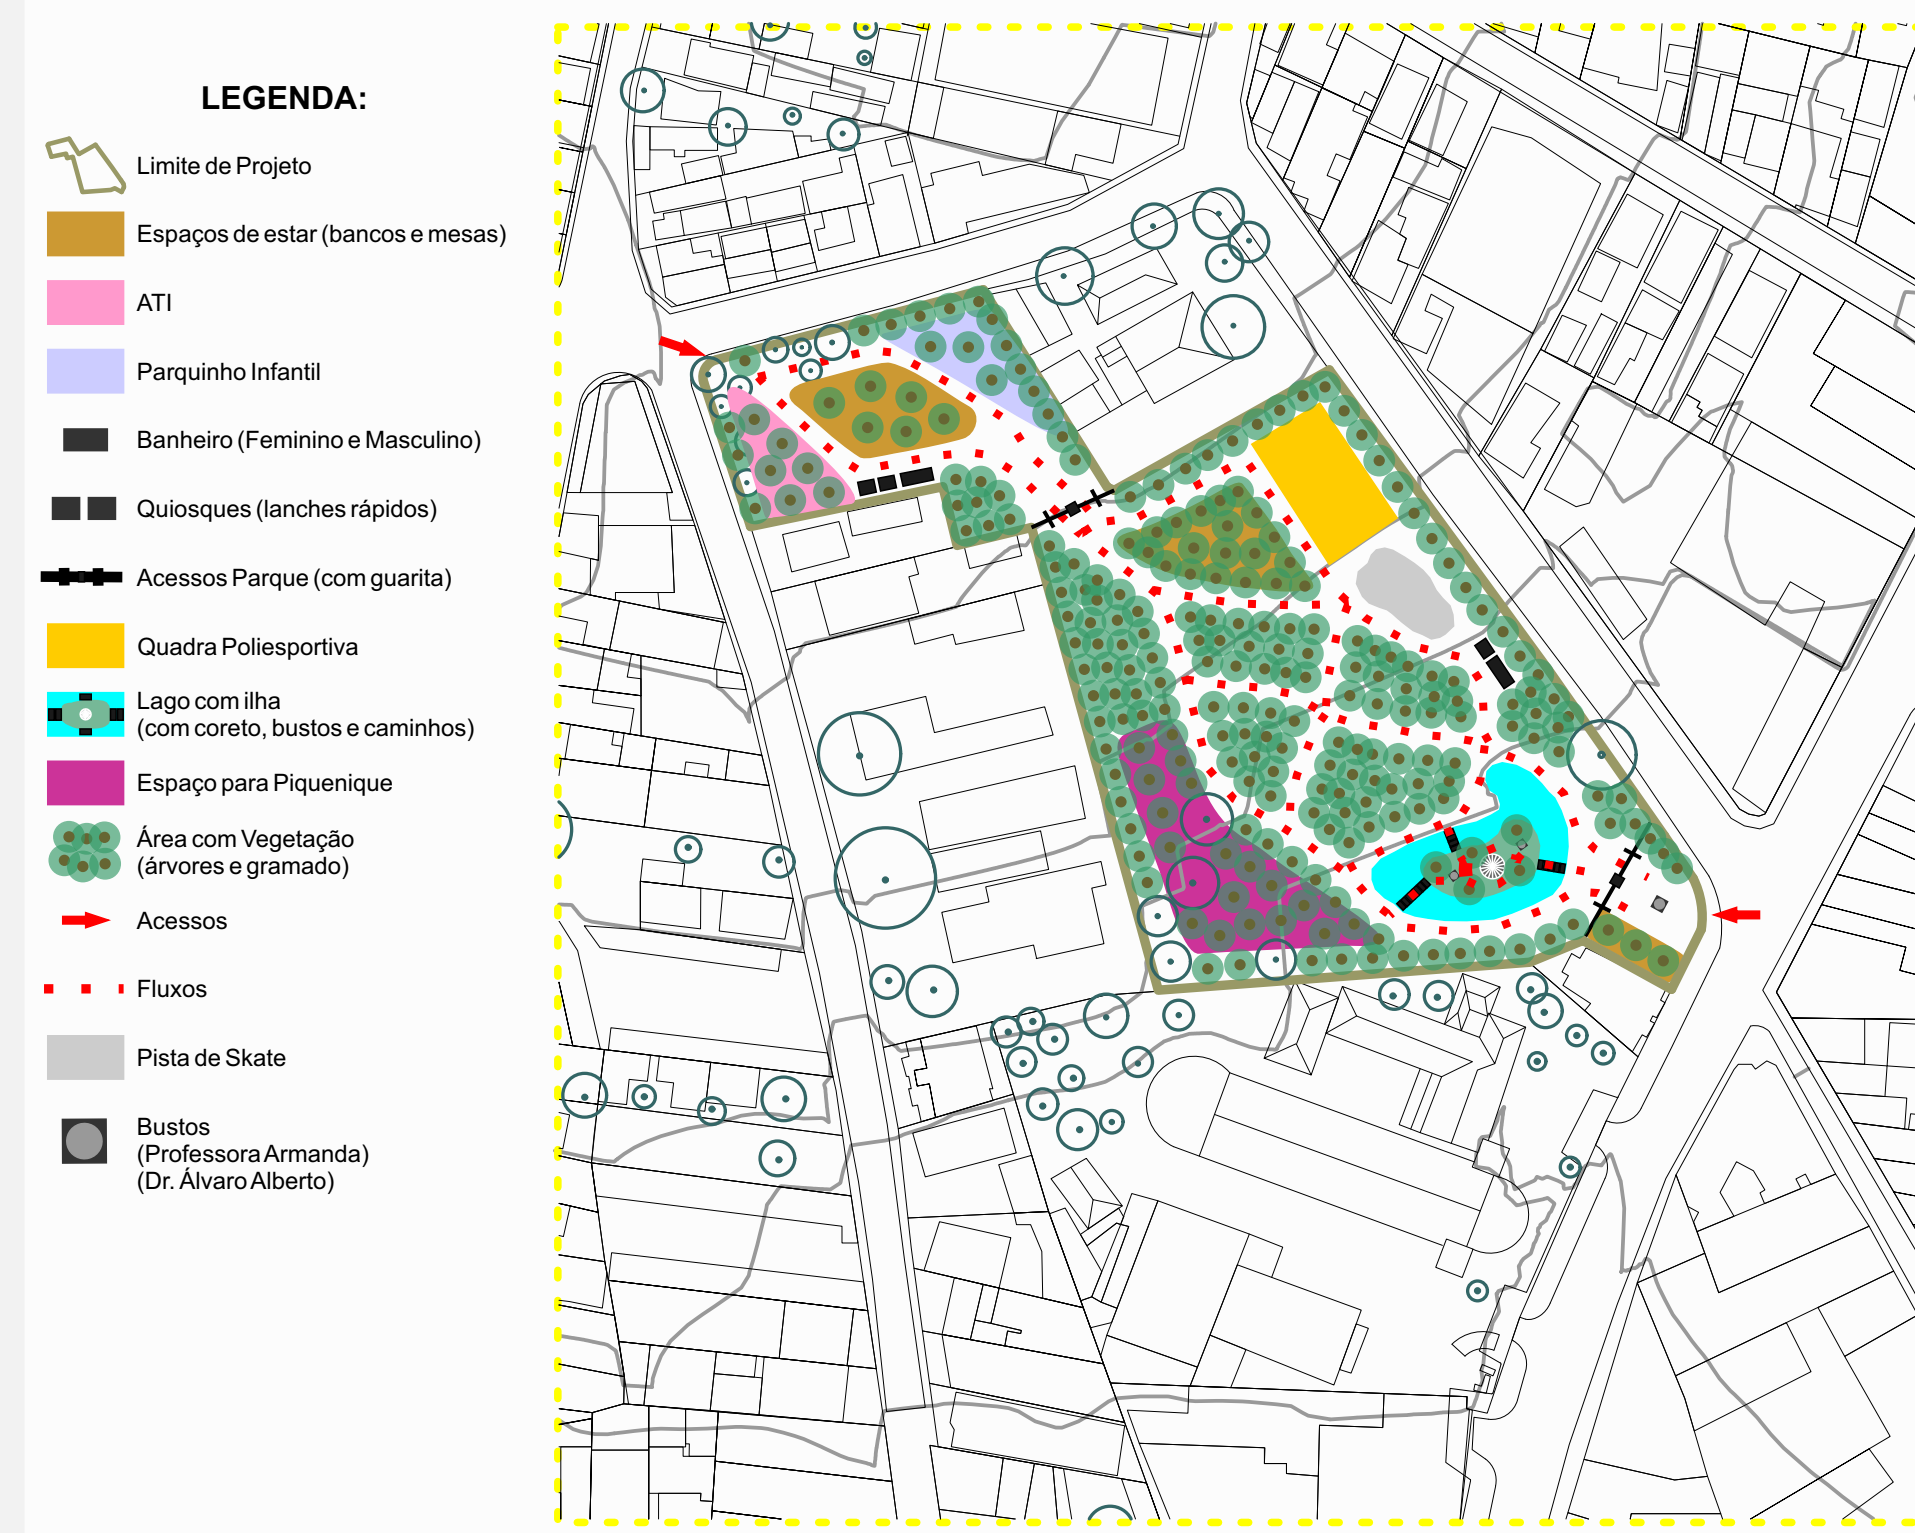 LEGENDA:
Limite de Projeto
Espaços de estar (bancos e mesas)
ATI
Parquinho Infantil
Banheiro (Feminino e Masculino)
Quiosques (lanches rápidos)
Acessos Parque (com guarita)
Quadra Poliesportiva
Lago com ilha
(com coreto, bustos e caminhos)
Espaço para Piquenique
Área com Vegetação
(árvores e gramado)
Acessos
Fluxos
Pista de Skate
Bustos
(Professora Armanda)
(Dr. Álvaro Alberto)